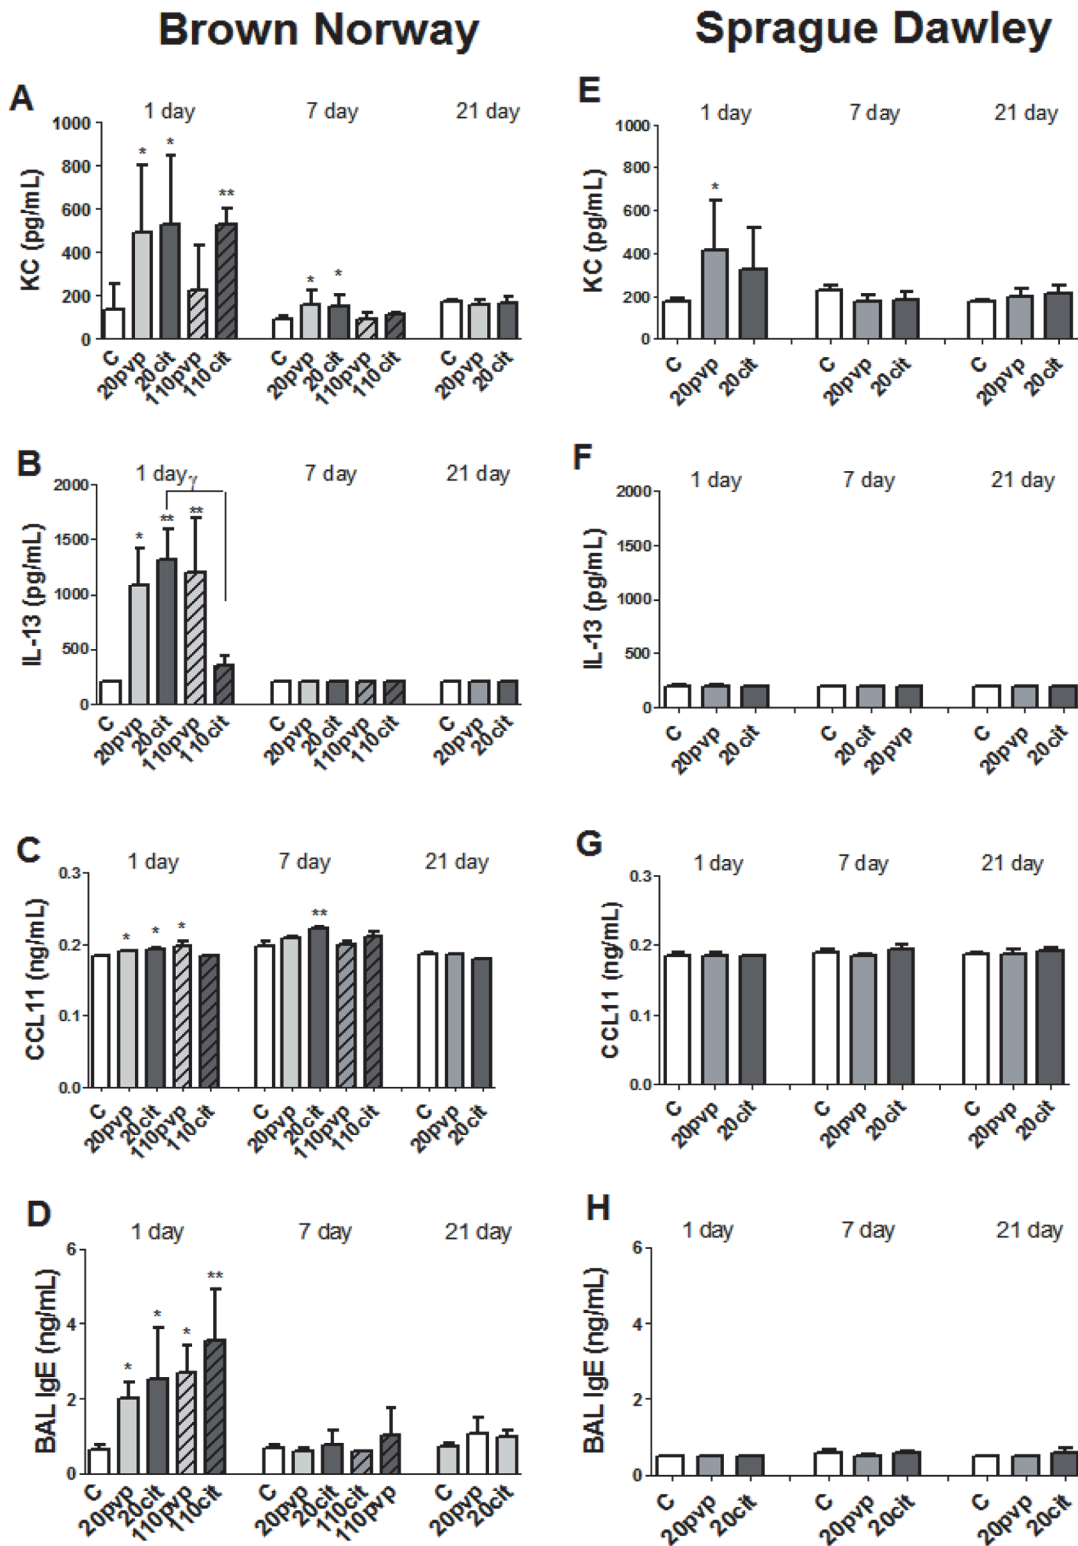 Brown Norway
Sprague Dawley
A
1 day
7 day
21 day
KC (pg/mL)
1000
800
600
400
200
0
*
*
**
*
*
C
20pvp
20cit
110pvp
110cit
C
20pvp
20cit
110pvp
110cit
C
20pvp
20cit
E
1 day
7 day
21 day
KC (pg/mL)
1000
800
600
400
200
0
*
C
20pvp
20cit
C
20pvp
20cit
C
20pvp
20cit
B
1 day
7 day
21 day
IL-13 (pg/mL)
2000
1500
1000
500
0
γ
*
**
**
C
20pvp
20cit
110pvp
110cit
C
20pvp
20cit
110pvp
110cit
C
20pvp
20cit
F
1 day
7 day
21 day
IL-13 (pg/mL)
2000
1500
1000
500
0
C
20pvp
20cit
C
20cit
20pvp
C
20pvp
20cit
C
1 day
7 day
21 day
CCL11 (ng/mL)
0.3
0.2
0.1
0.0
*
*
*
**
C
20pvp
20cit
110pvp
110cit
C
20pvp
20cit
110pvp
110cit
C
20pvp
20cit
G
1 day
7 day
21 day
CCL11 (ng/mL)
0.3
0.2
0.1
0.0
C
20pvp
20cit
C
20pvp
20cit
C
20pvp
20cit
D
1 day
7 day
21 day
BAL IgE (ng/mL)
6
4
2
0
*
*
*
**
C
20pvp
20cit
110pvp
110cit
C
20pvp
20cit
110cit
110pvp
C
20pvp
20cit
H
1 day
7 day
21 day
BAL IgE (ng/mL)
6
4
2
0
C
20pvp
20cit
C
20pvp
20cit
C
20pvp
20cit